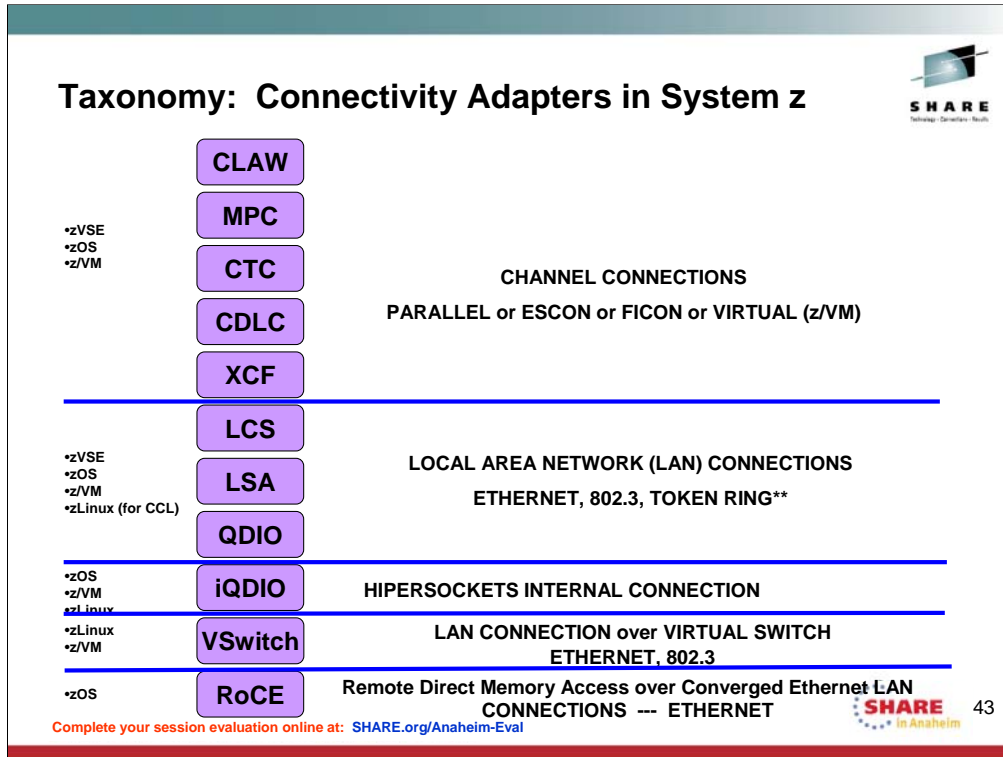 Taxonomy: Connectivity Adapters in System z
SHARE
Technology - Connections - Results
CLAW
MPC
•zVSE
•zOS
•z/VM
CTC
CDLC
XCF
CHANNEL CONNECTIONS
PARALLEL or ESCON or FICON or VIRTUAL (z/VM)
LCS
•zVSE
•zOS
•z/VM
•zLinux (for CCL)
LSA
QDIO
LOCAL AREA NETWORK (LAN) CONNECTIONS
ETHERNET, 802.3, TOKEN RING**
•zOS
•z/VM
•zLinux
iQDIO
HIPERSOCKETS INTERNAL CONNECTION
•zLinux
•z/VM
VSwitch
LAN CONNECTION over VIRTUAL SWITCH
ETHERNET, 802.3
•zOS
RoCE
Remote Direct Memory Access over Converged Ethernet LAN
CONNECTIONS --- ETHERNET
Complete your session evaluation online at: SHARE.org/Anaheim-Eval
SHARE
in Anaheim
43